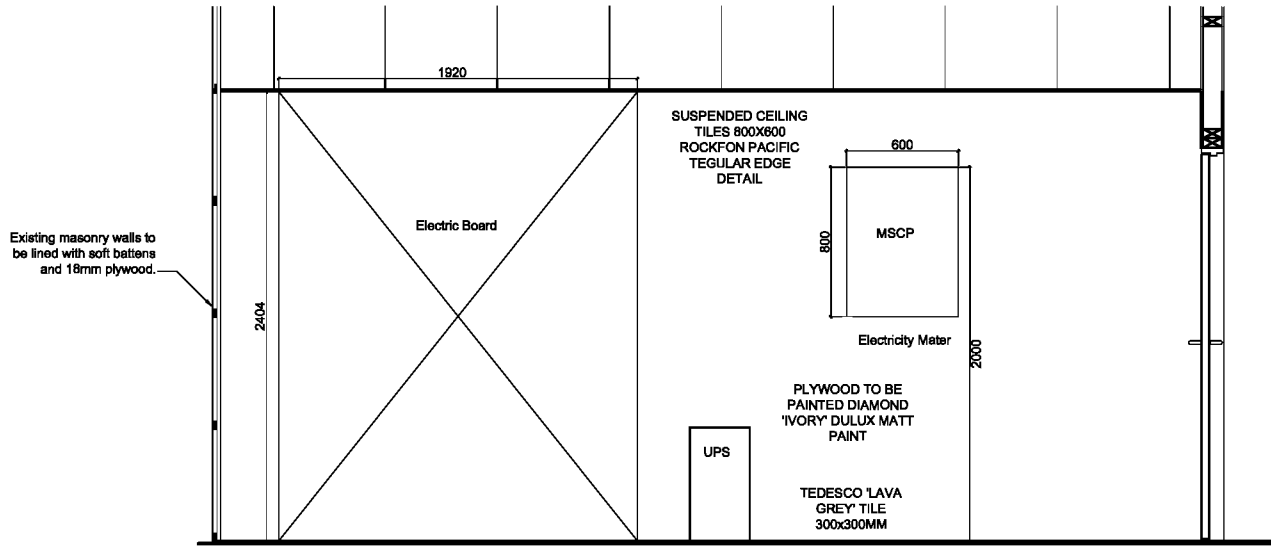 1920
SUSPENDED CEILING
TILES 600X600
ROCKFON PACIFIC
TEGULAR EDGE
DETAIL
600
Electric Board
800
MSCP
Existing masonry walls to
be lined with soft battens
and 18mm plywood.
2404
Electricity Mater
2000
PLYWOOD TO BE
PAINTED DIAMOND
'IVORY' DULUX MATT
PAINT
UPS
TEDESCO 'LAVA
GREY' TILE
300x300MM